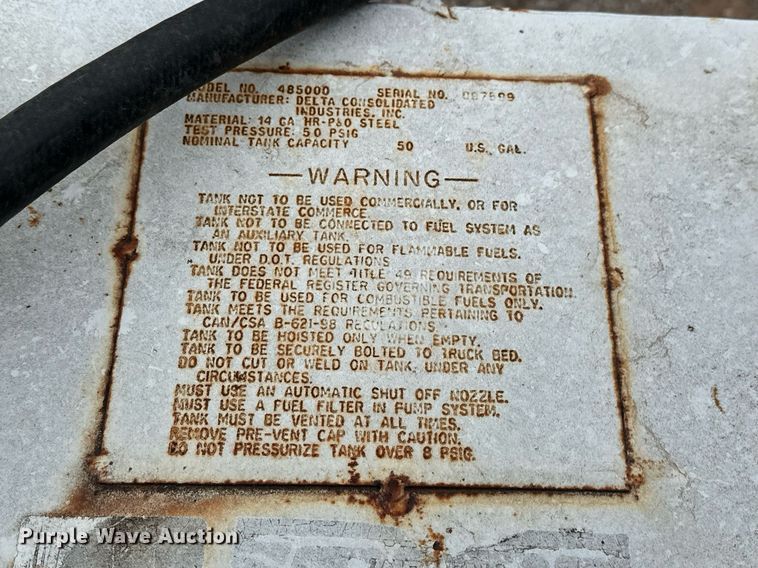 MODEL NO. 485000 SERIAL NO.
MANUFACTURER: DELTA CONSOLIDATED
INDUSTRIES, INC.
MATERIAL: 14 GA. HR-P&O STEEL
TEST PRESSURE: 5.0 PSIG
NOMINAL TANK CAPACITY 50 U.S. GAL.
— WARNING —
TANK NOT TO BE USED COMMERCIALLY, OR FOR
INTERSTATE COMMERCE.
TANK NOT TO BE CONNECTED TO FUEL SYSTEM AS
AN AUXILIARY TANK.
TANK NOT TO BE USED FOR FLAMMABLE FUELS.
UNDER D.O.T. REGULATIONS
TANK DOES NOT MEET TITLE 49 REQUIREMENTS OF
THE FEDERAL REGISTER GOVERNING TRANSPORTATION.
TANK TO BE USED FOR COMBUSTIBLE FUELS ONLY.
TANK MEETS THE REQUIREMENTS PERTAINING TO
CAN/CSA B-621-98 REGULATIONS.
TANK TO BE HOISTED ONLY WHEN EMPTY.
TANK TO BE SECURELY BOLTED TO TRUCK BED.
DO NOT CUT OR WELD ON TANK, UNDER ANY
CIRCUMSTANCES.
MUST USE AN AUTOMATIC SHUT OFF NOZZLE.
MUST USE A FUEL FILTER IN PUMP SYSTEM.
TANK MUST BE VENTED AT ALL TIMES.
REMOVE PRE-VENT CAP WITH CAUTION.
DO NOT PRESSURIZE TANK OVER 8 PSIG.
Purple Wave Auction